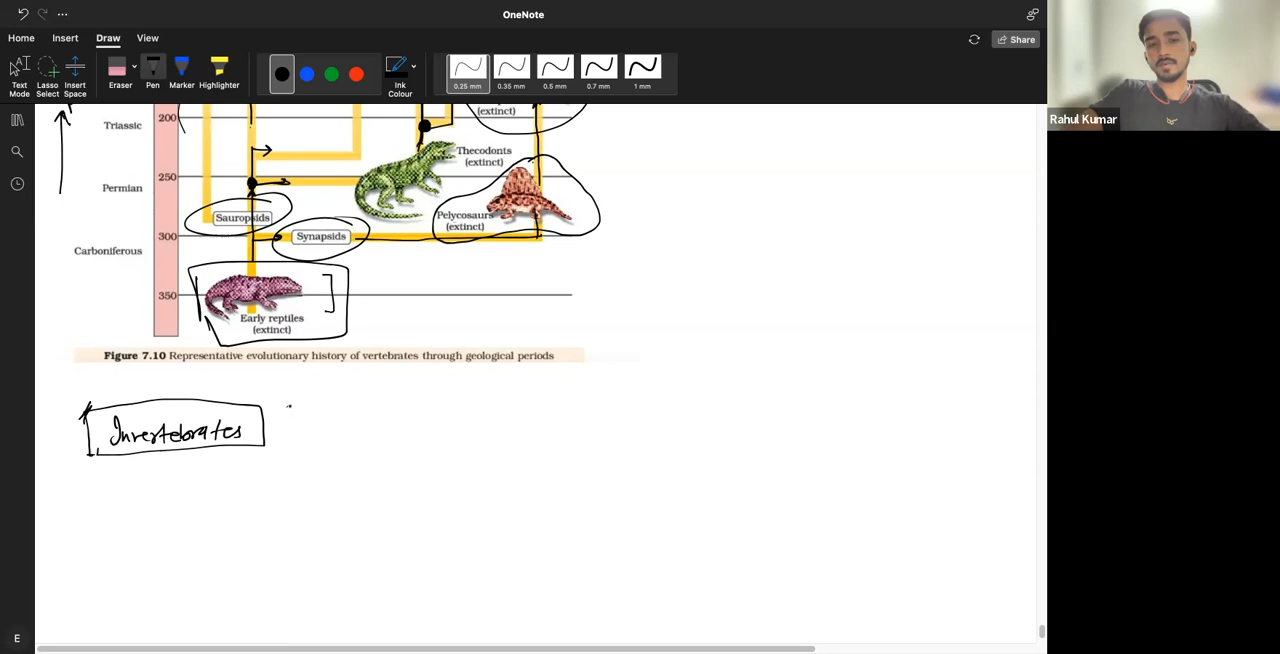 OneNote
Home Insert Draw View
Share
Text Mode
Lasso Select
Insert Space
Eraser
Pen
Marker
Highlighter
Ink Colour
0.25 mm
0.35 mm
0.5 mm
0.7 mm
1 mm
Rahul Kumar
(extinct)
Triassic
200
Thecodonts
(extinct)
250
Permian
Sauropsids
Pelycosaurs
(extinct)
300
Synapsids
Carboniferous
350
Early reptiles
(extinct)
Figure 7.10 Representative evolutionary history of vertebrates through geological periods
Invertebrates
E